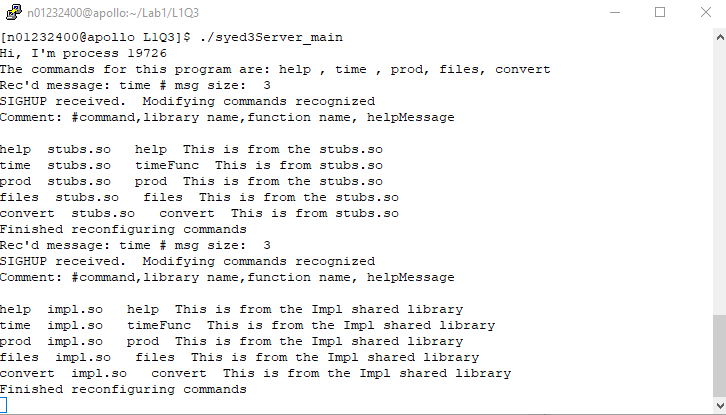 n01232400@apollo:~/Lab1/L1Q3
[n01232400@apollo L1Q3]$ ./syed3Server_main
Hi, I'm process 19726
The commands for this program are: help , time , prod, files, convert
Rec'd message: time # msg size:  3
SIGHUP received.  Modifying commands recognized
Comment: #command,library name,function name, helpMessage
help  stubs.so   help  This is from the stubs.so
time  stubs.so   timeFunc  This is from stubs.so
prod  stubs.so   prod  This is from the stubs.so
files  stubs.so   files  This is from the stubs.so
convert  stubs.so   convert  This is from stubs.so
Finished reconfiguring commands
Rec'd message: time # msg size:  3
SIGHUP received.  Modifying commands recognized
Comment: #command,library name,function name, helpMessage
help  impl.so   help  This is from the Impl shared library
time  impl.so   timeFunc  This is from the Impl shared library
prod  impl.so   prod  This is from the Impl shared library
files  impl.so   files  This is from the Impl shared library
convert  impl.so   convert  This is from the Impl shared library
Finished reconfiguring commands